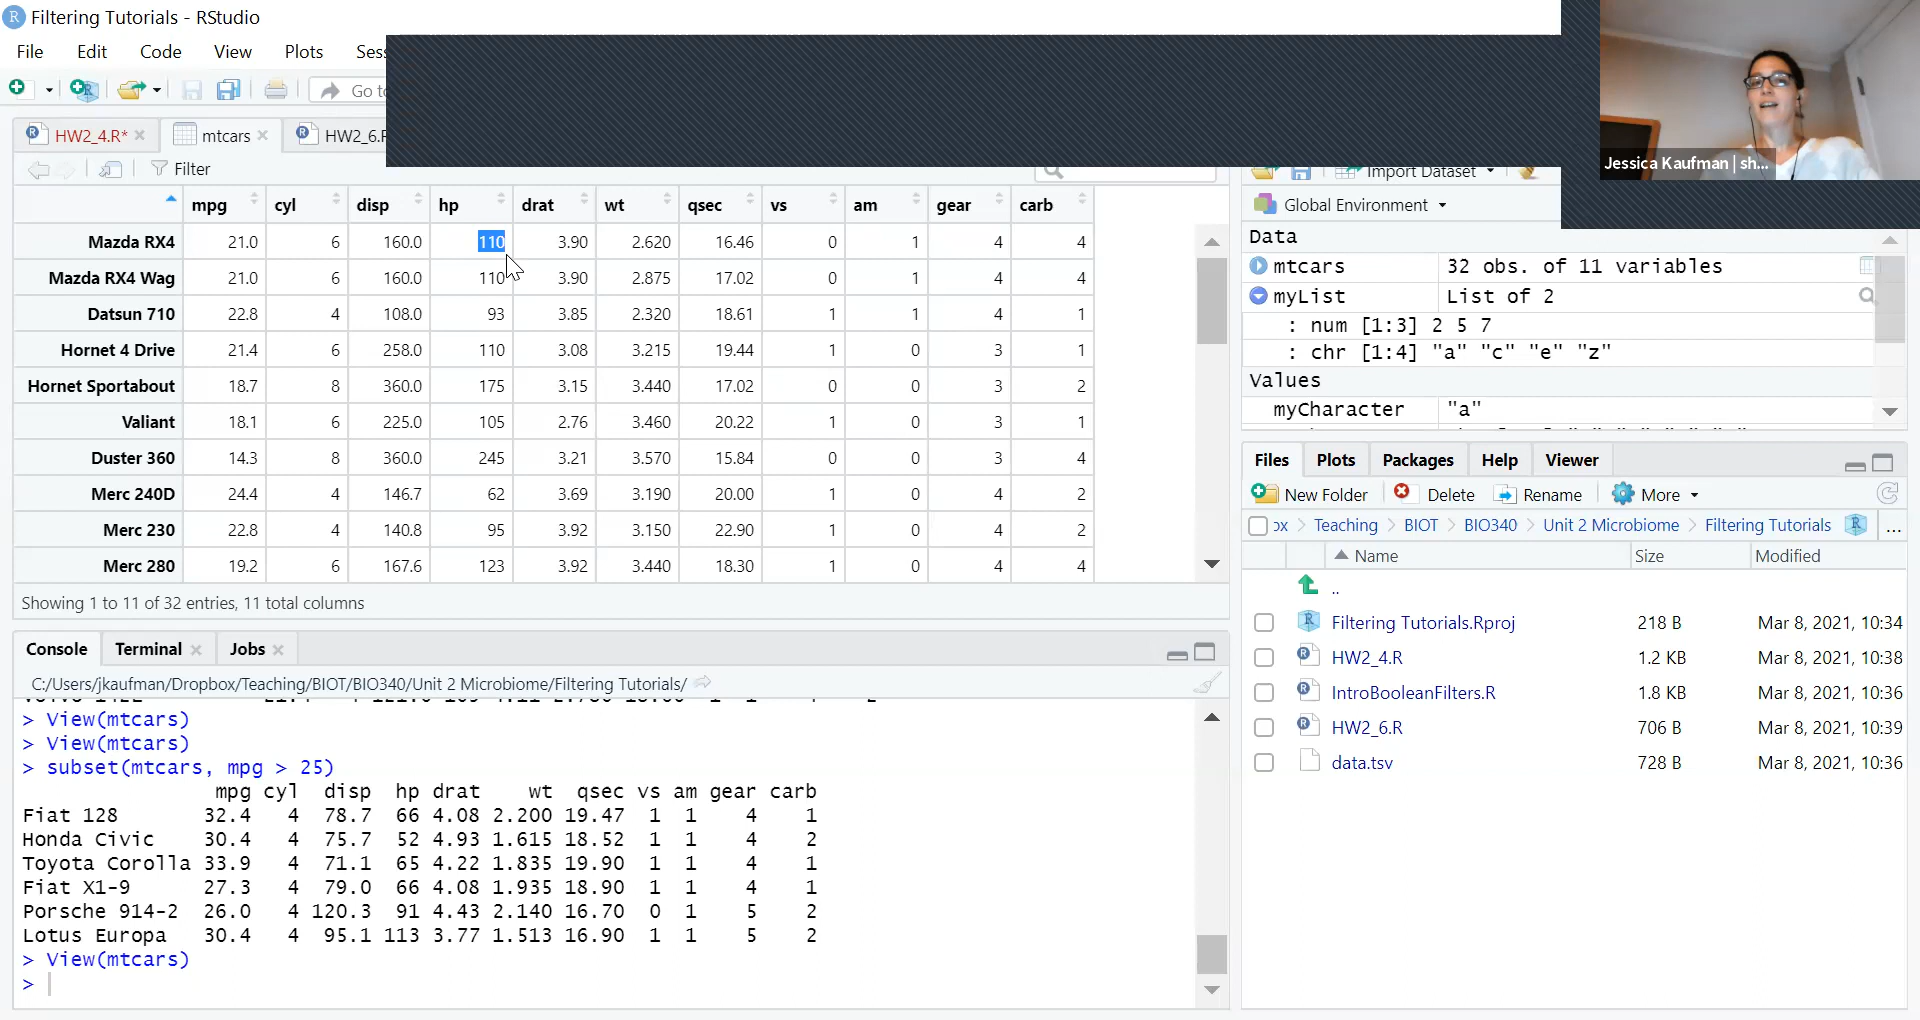 Filtering Tutorials - RStudio
File Edit Code View Plots Sess
Go to
HW2_4.R* mtcars HW2_6.R
Filter
mpg cyl disp hp drat wt qsec vs am gear carb
Mazda RX4 21.0 6 160.0 110 3.90 2.620 16.46 0 1 4 4
Mazda RX4 Wag 21.0 6 160.0 110 3.90 2.875 17.02 0 1 4 4
Datsun 710 22.8 4 108.0 93 3.85 2.320 18.61 1 1 4 1
Hornet 4 Drive 21.4 6 258.0 110 3.08 3.215 19.44 1 0 3 1
Hornet Sportabout 18.7 8 360.0 175 3.15 3.440 17.02 0 0 3 2
Valiant 18.1 6 225.0 105 2.76 3.460 20.22 1 0 3 1
Duster 360 14.3 8 360.0 245 3.21 3.570 15.84 0 0 3 4
Merc 240D 24.4 4 146.7 62 3.69 3.190 20.00 1 0 4 2
Merc 230 22.8 4 140.8 95 3.92 3.150 22.90 1 0 4 2
Merc 280 19.2 6 167.6 123 3.92 3.440 18.30 1 0 4 4
Showing 1 to 11 of 32 entries, 11 total columns
Console Terminal Jobs
C:/Users/jkaufman/Dropbox/Teaching/BIOT/BIO340/Unit 2 Microbiome/Filtering Tutorials/
> View(mtcars)
> View(mtcars)
> subset(mtcars, mpg > 25)
mpg cyl disp hp drat wt qsec vs am gear carb
Fiat 128 32.4 4 78.7 66 4.08 2.200 19.47 1 1 4 1
Honda Civic 30.4 4 75.7 52 4.93 1.615 18.52 1 1 4 2
Toyota Corolla 33.9 4 71.1 65 4.22 1.835 19.90 1 1 4 1
Fiat X1-9 27.3 4 79.0 66 4.08 1.935 18.90 1 1 4 1
Porsche 914-2 26.0 4 120.3 91 4.43 2.140 16.70 0 1 5 2
Lotus Europa 30.4 4 95.1 113 3.77 1.513 16.90 1 1 5 2
> View(mtcars)
>
Jessica Kaufman | sh...
Import Dataset
Global Environment
Data
mtcars 32 obs. of 11 variables
myList List of 2
: num [1:3] 2 5 7
: chr [1:4] "a" "c" "e" "z"
Values
myCharacter "a"
Files Plots Packages Help Viewer
New Folder Delete Rename More
ox > Teaching > BIOT > BIO340 > Unit 2 Microbiome > Filtering Tutorials ...
Name Size Modified
..
Filtering Tutorials.Rproj 218 B Mar 8, 2021, 10:34
HW2_4.R 1.2 KB Mar 8, 2021, 10:38
IntroBooleanFilters.R 1.8 KB Mar 8, 2021, 10:36
HW2_6.R 706 B Mar 8, 2021, 10:39
data.tsv 728 B Mar 8, 2021, 10:36